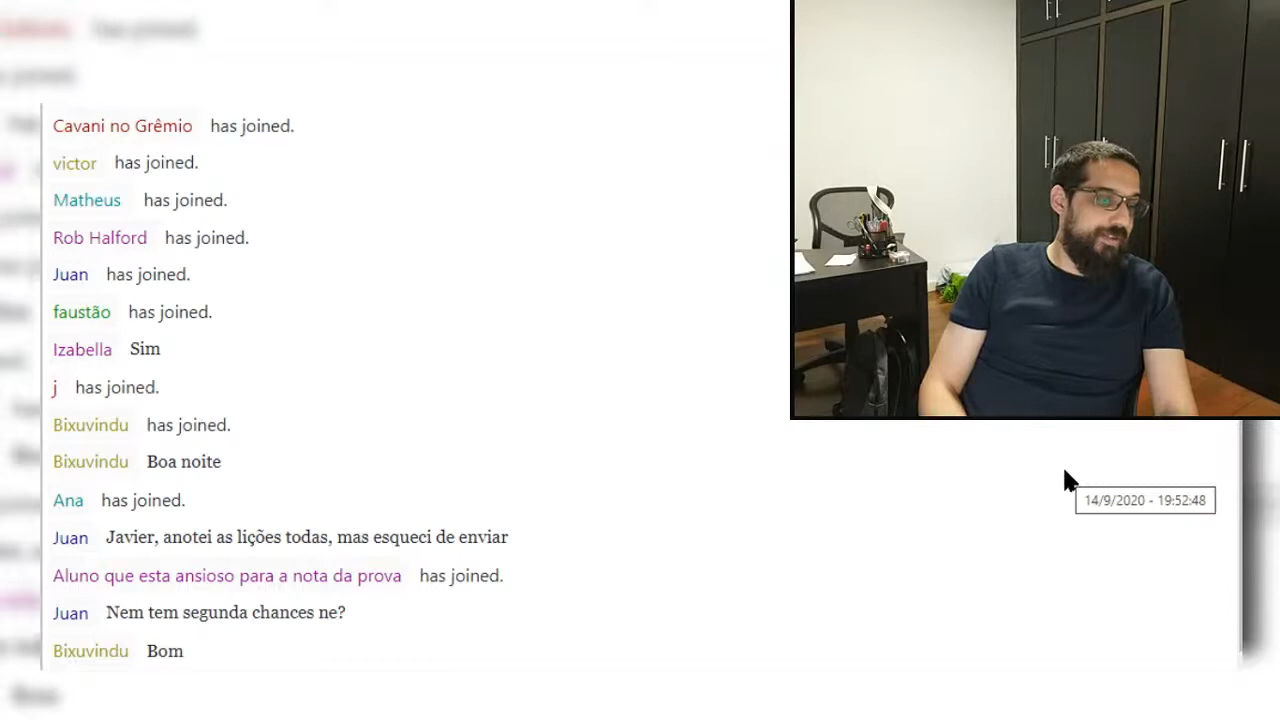 has joined.
Cavani no Grêmio has joined.
victor has joined.
Matheus has joined.
Rob Halford has joined.
Juan has joined.
faustão has joined.
Izabella Sim
j has joined.
Bixuvindu has joined.
Bixuvindu Boa noite
14/9/2020 - 19:52:48
Ana has joined.
Juan Javier, anotei as lições todas, mas esqueci de enviar
Aluno que esta ansioso para a nota da prova has joined.
Juan Nem tem segunda chances ne?
Bixuvindu Bom